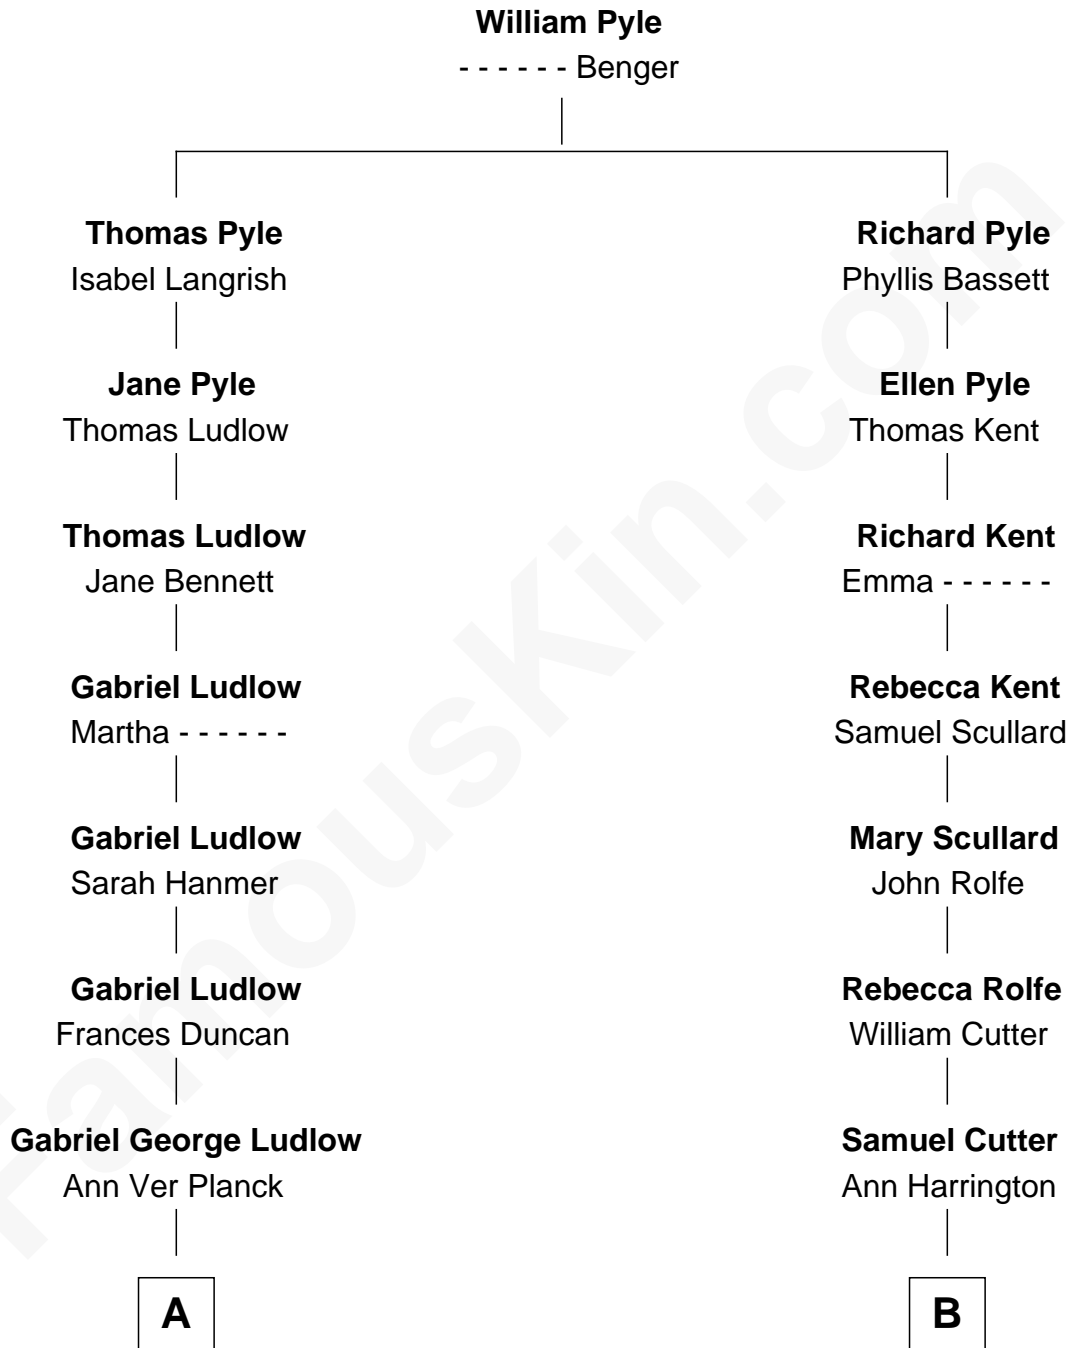 William Pyle
- - - - - - Benger
Thomas Pyle
Isabel Langrish
Richard Pyle
Phyllis Bassett
Jane Pyle
Thomas Ludlow
Ellen Pyle
Thomas Kent
Thomas Ludlow
Jane Bennett
Richard Kent
Emma - - - - - -
Gabriel Ludlow
Martha - - - - - -
Rebecca Kent
Samuel Scullard
Gabriel Ludlow
Sarah Hanmer
Mary Scullard
John Rolfe
Gabriel Ludlow
Frances Duncan
Rebecca Rolfe
William Cutter
Gabriel George Ludlow
Ann Ver Planck
Samuel Cutter
Ann Harrington
A
B
FamousKin.com